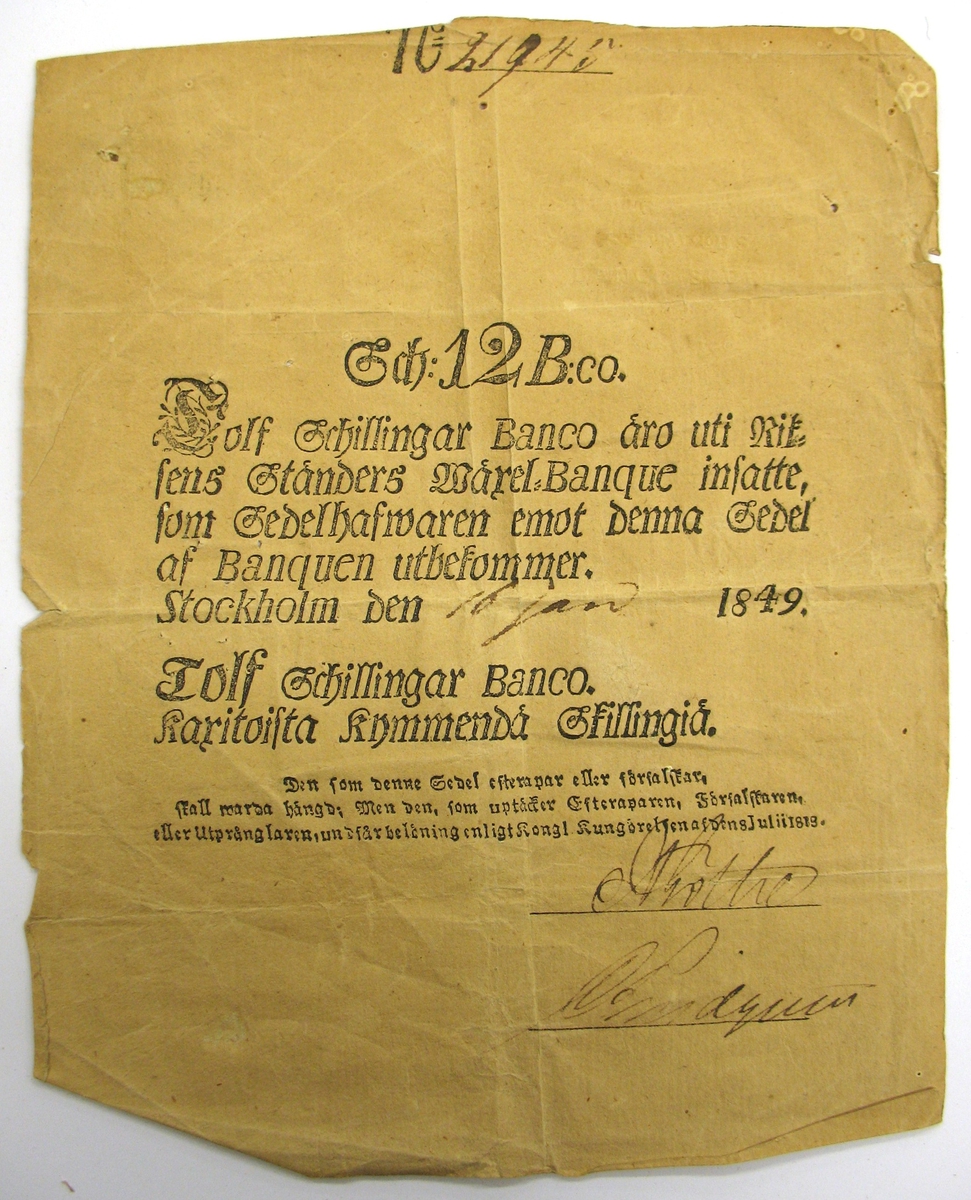 No 21945
Sch: 12 B:co.
Tolf Schillingar Banco äro uti Rik-
sens Ständers Wäxel-Banque insatte,
som Sedelhafwaren emot denna Sedel
af Banquen utbekommer.
Stockholm den 16 jan 1849.
Tolf Schillingar Banco.
Kaxitoista Kymmendä Skillingiä.
Den som denne Sedel efterapar eller förfalskar,
skall warda hängd; Men den, som uptäcker Efteraparen, Förfalskaren,
eller Utprånglaren, undfår belöning enligt Kongl. Kungörelsen af den 8 Julii 1818.